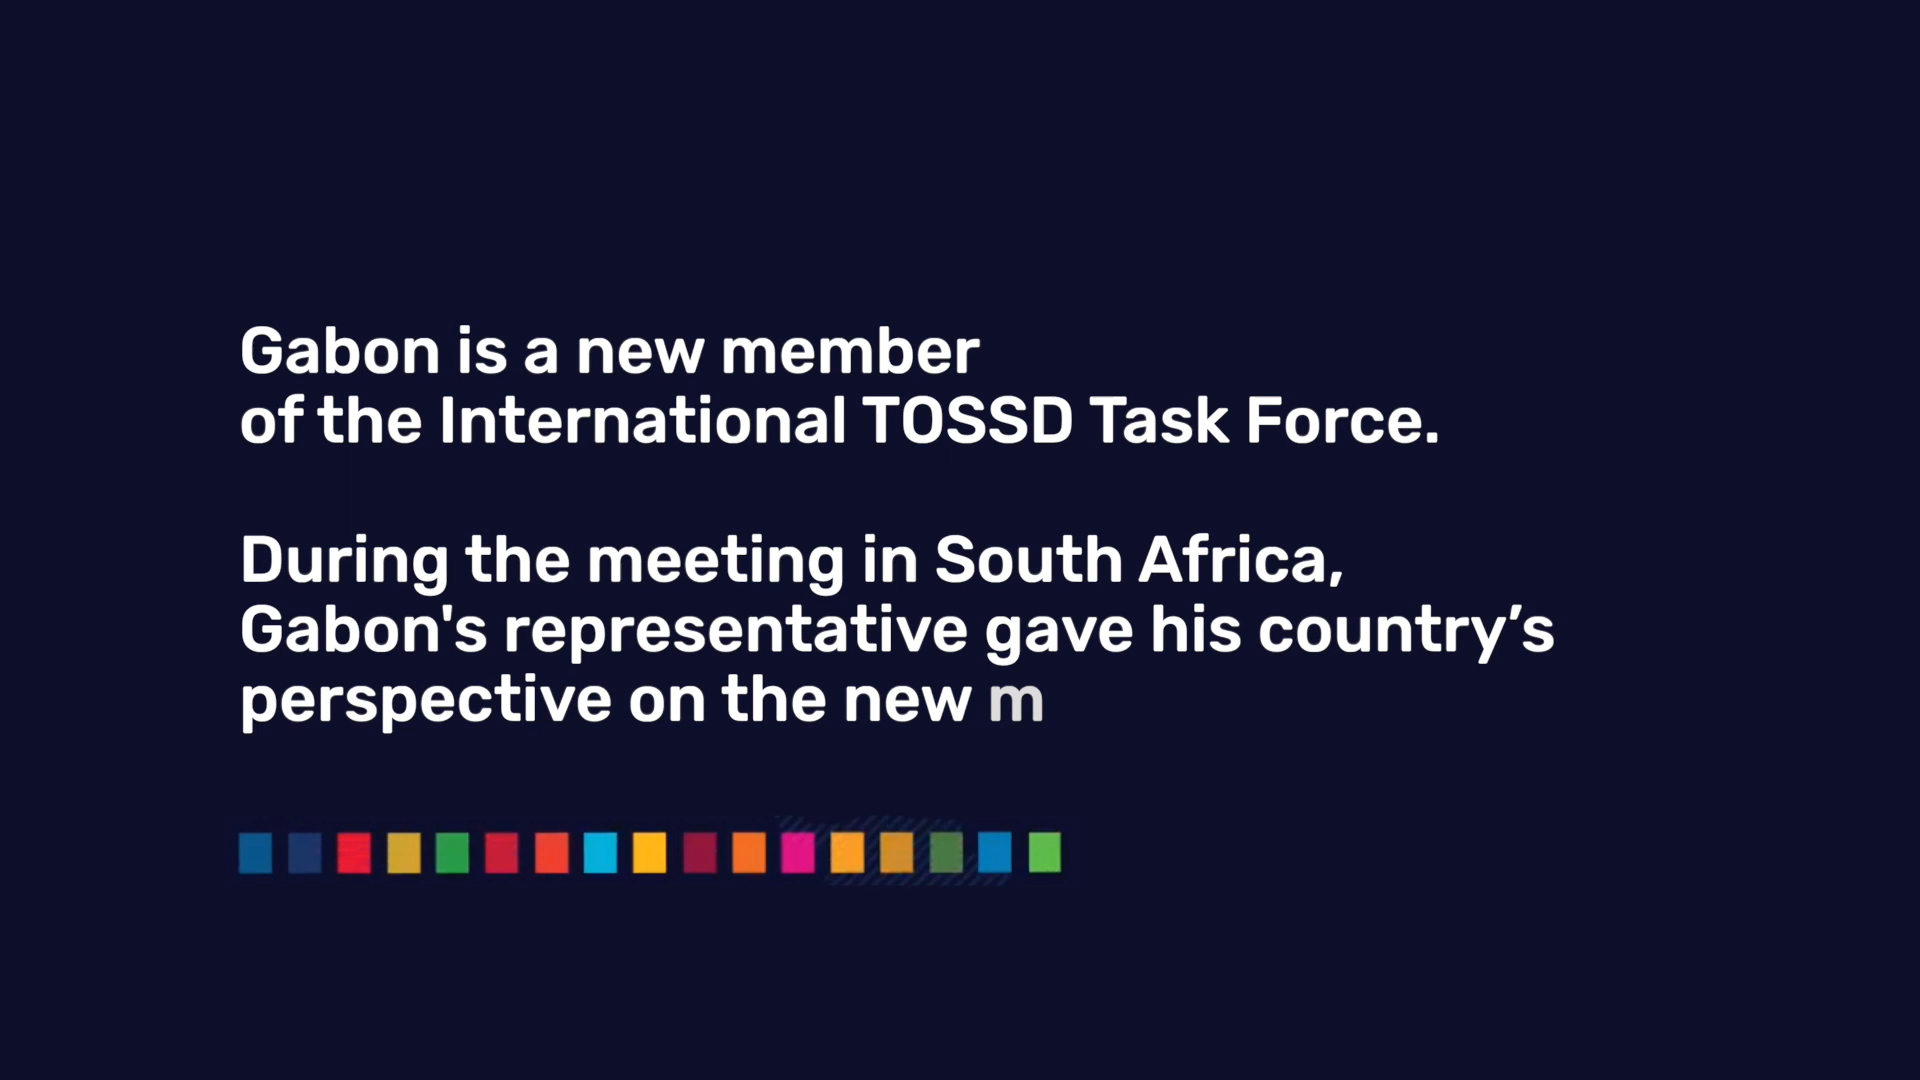 Gabon is a new member
of the International TOSSD Task Force.
During the meeting in South Africa,
Gabon's representative gave his country’s
perspective on the new m